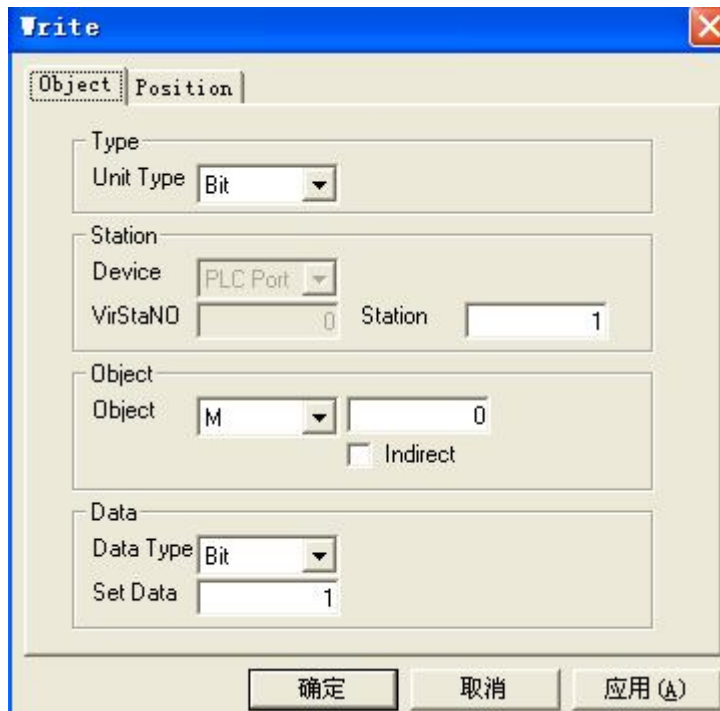 Write
Object Position
Type
Unit Type Bit
Station
Device PLC Port
VirStaNO 0 Station 1
Object
Object M 0
Indirect
Data
Data Type Bit
Set Data 1
确定 取消 应用(A)